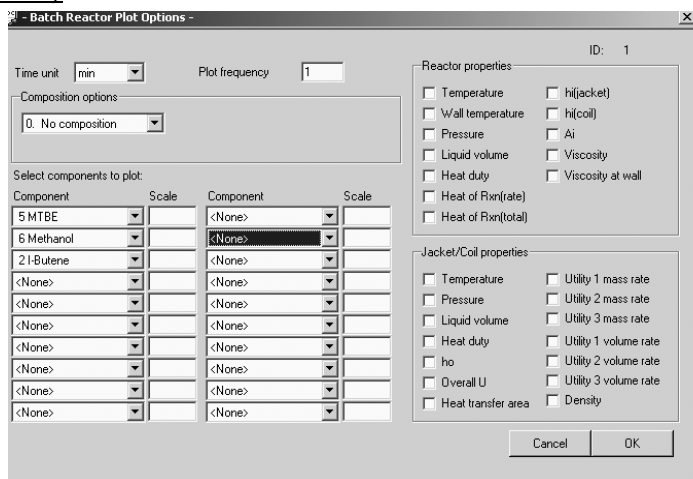 - Batch Reactor Plot Options -
ID: 1
Time unit min Plot frequency 1
Composition options
0. No composition
Select components to plot:
Component Scale Component Scale
5 MTBE <None>
6 Methanol <None>
2 I-Butene <None>
<None> <None>
<None> <None>
<None> <None>
<None> <None>
<None> <None>
<None> <None>
<None> <None>
Reactor properties
Temperature hi(jacket)
Wall temperature hi(coil)
Pressure Ai
Liquid volume Viscosity
Heat duty Viscosity at wall
Heat of Rxn(rate)
Heat of Rxn(total)
Jacket/Coil properties
Temperature Utility 1 mass rate
Pressure Utility 2 mass rate
Liquid volume Utility 3 mass rate
Heat duty Utility 1 volume rate
ho Utility 2 volume rate
Overall U Utility 3 volume rate
Heat transfer area Density
Cancel OK